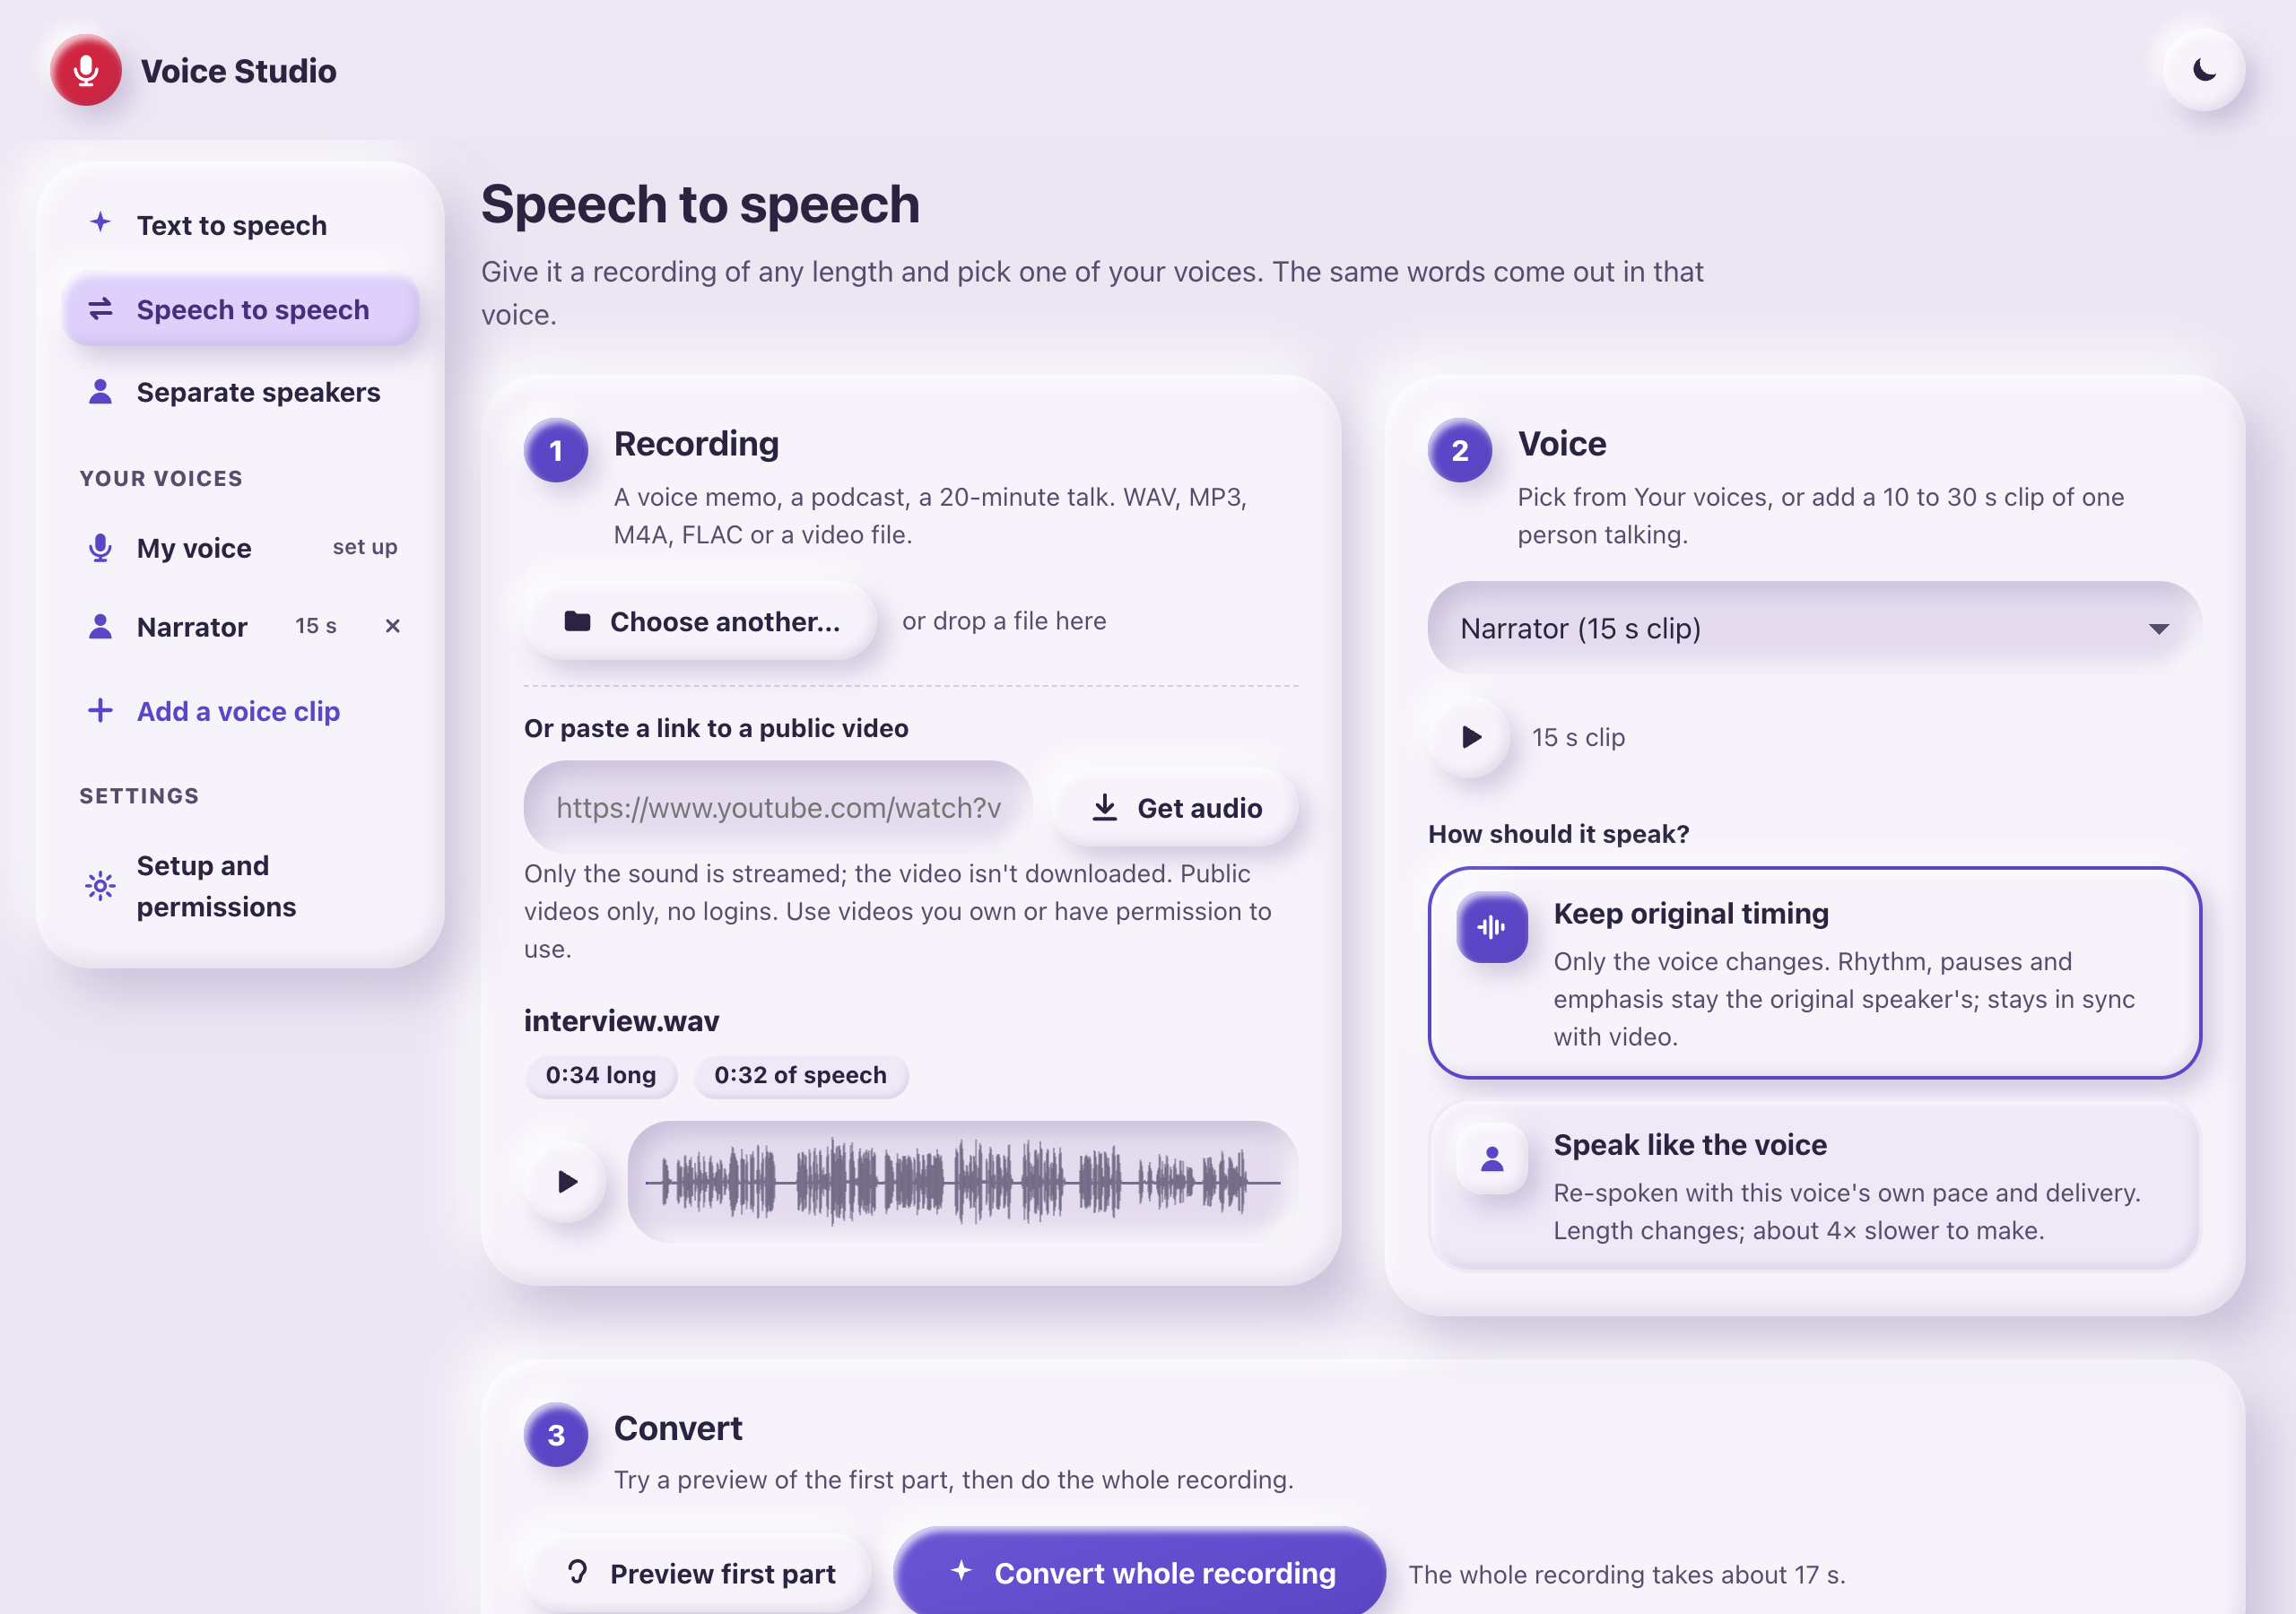 Voice Studio
Text to speech
Speech to speech
Separate speakers
YOUR VOICES
My voice set up
Narrator 15 s ×
Add a voice clip
SETTINGS
Setup and
permissions
Speech to speech
Give it a recording of any length and pick one of your voices. The same words come out in that
voice.
1 Recording
A voice memo, a podcast, a 20-minute talk. WAV, MP3,
M4A, FLAC or a video file.
Choose another... or drop a file here
Or paste a link to a public video
https://www.youtube.com/watch?v
Get audio
Only the sound is streamed; the video isn't downloaded. Public
videos only, no logins. Use videos you own or have permission to
use.
interview.wav
0:34 long 0:32 of speech
2 Voice
Pick from Your voices, or add a 10 to 30 s clip of one
person talking.
Narrator (15 s clip)
15 s clip
How should it speak?
Keep original timing
Only the voice changes. Rhythm, pauses and
emphasis stay the original speaker's; stays in sync
with video.
Speak like the voice
Re-spoken with this voice's own pace and delivery.
Length changes; about 4× slower to make.
3 Convert
Try a preview of the first part, then do the whole recording.
Preview first part
Convert whole recording
The whole recording takes about 17 s.